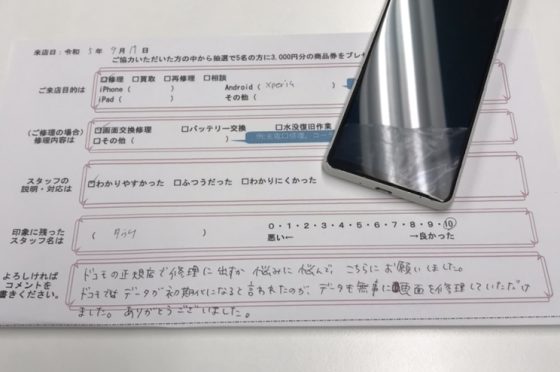 来店日：令和 5年 9月17日
ご協力いただいた方の中から抽選で5名の方に3,000円分の商品券をプレゼ
ご来店目的は
□修理 □買取 □再修理 □相談
iPhone ( ) Android ( xperia
iPad ( ) その他 (
(ご修理の場合)
修理内容は
□画面交換修理 □バッテリー交換 □水没復旧作業
□その他 ( )
スタッフの
説明・対応は
□わかりやすかった □ふつうだった □わかりにくかった
印象に残った
スタッフ名は
( )
0・1・2・3・4・5・6・7・8・9・10
悪い← →良かった
よろしければ
コメントを
書きください。
ドコモの正規店で修理に出すか悩みに悩んで、こちらにお願いしました。
ドコモではデータが初期化になると言われたのが、データも無事に画面を修理していただけ
ました。ありがとうございました。